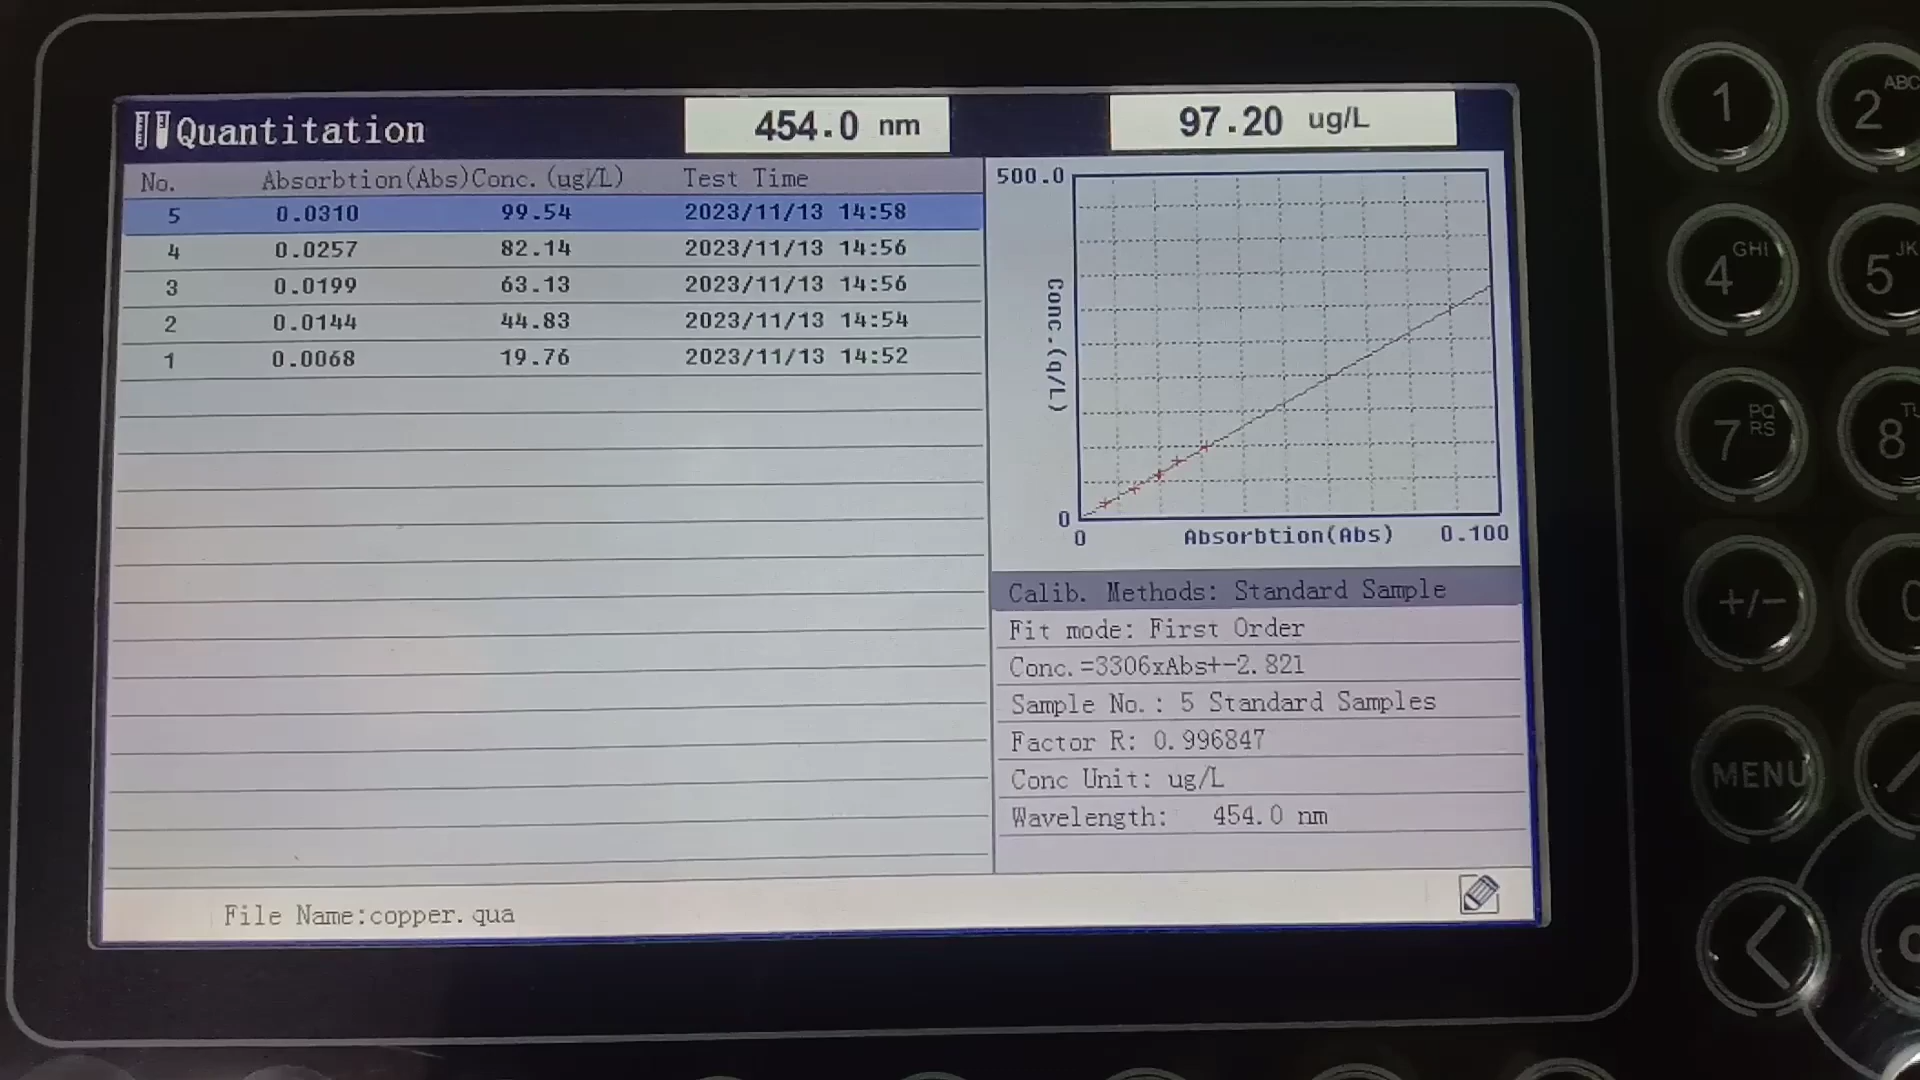 Quantitation 454.0 nm 97.20 ug/L
No. Absorbtion(Abs) Conc.(ug/L) Test Time
5 0.0310 99.54 2023/11/13 14:58
4 0.0257 82.14 2023/11/13 14:56
3 0.0199 63.13 2023/11/13 14:56
2 0.0144 44.83 2023/11/13 14:54
1 0.0068 19.76 2023/11/13 14:52
500.0
Conc.(g/L)
0
0 Absorbtion(Abs) 0.100
Calib. Methods: Standard Sample
Fit mode: First Order
Conc.=3306xAbs+-2.821
Sample No.: 5 Standard Samples
Factor R: 0.996847
Conc Unit: ug/L
Wavelength: 454.0 nm
File Name:copper.qua
1
2 ABC
4 GHI
5 JK
7 PQ
RS
8
+/-
MENU